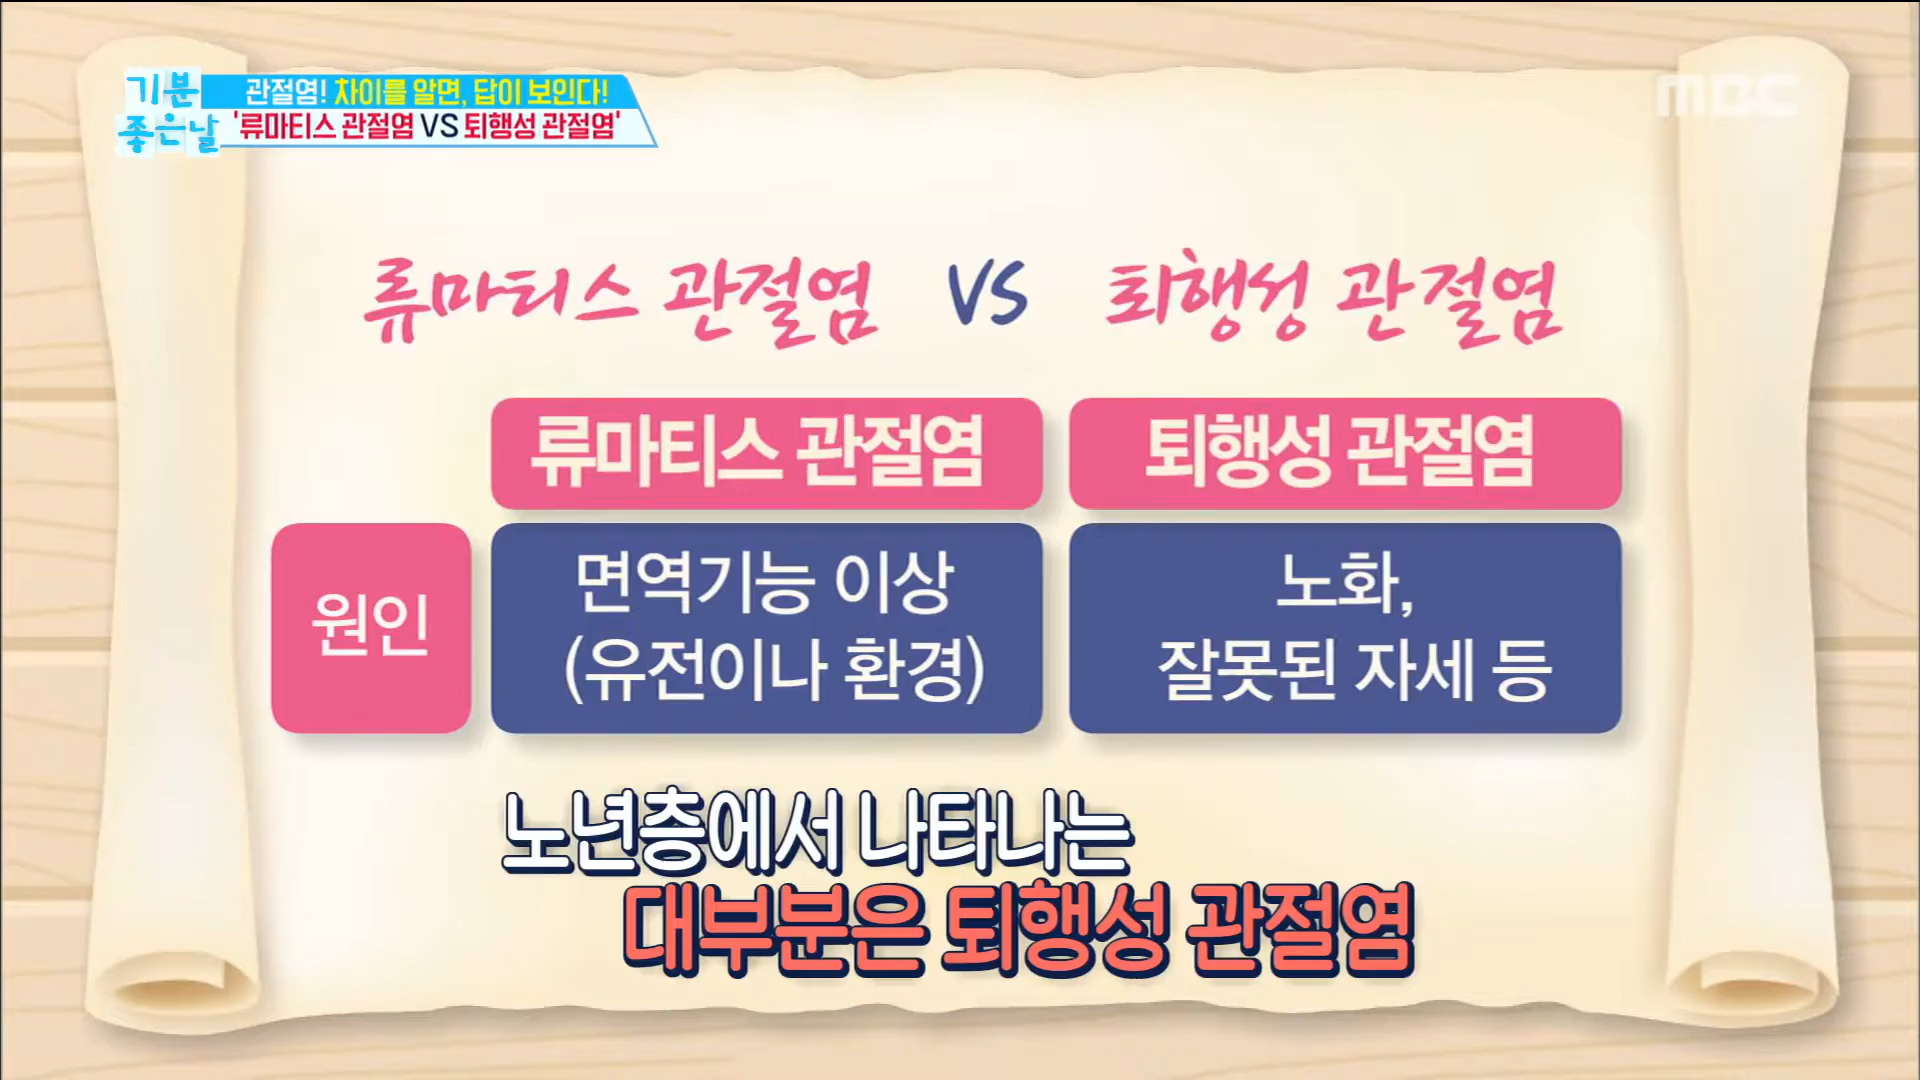 기분
좋은날
관절염! 차이를 알면, 답이 보인다!
'류마티스 관절염 VS 퇴행성 관절염'
MBC
류마티스 관절염 VS 퇴행성 관절염
류마티스 관절염 퇴행성 관절염
원인
면역기능 이상
(유전이나 환경)
노화,
잘못된 자세 등
노년층에서 나타나는
대부분은 퇴행성 관절염